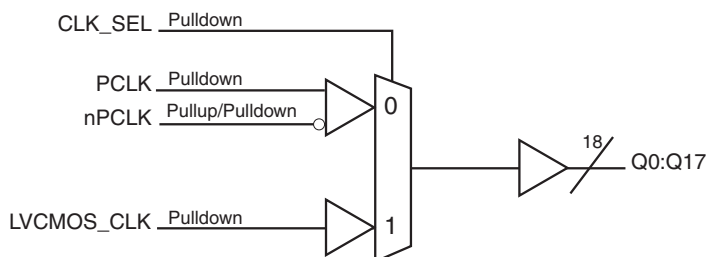 CLK_SEL Pulldown
PCLK Pulldown
nPCLK Pullup/Pulldown
0
18
Q0:Q17
LVCMOS_CLK Pulldown
1